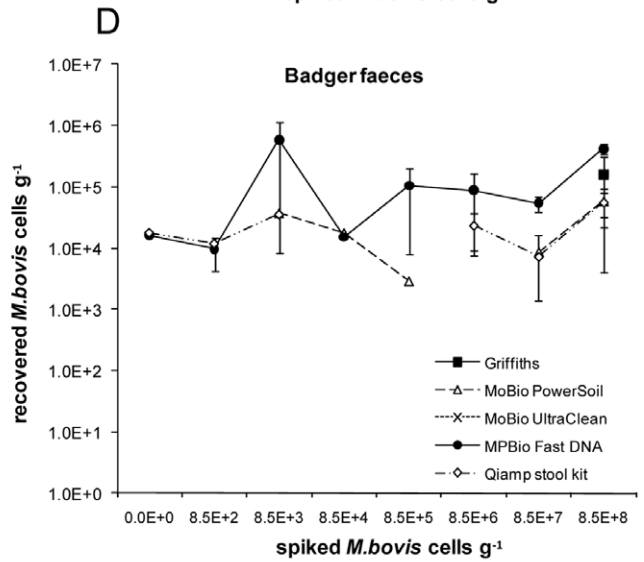 D
Badger faeces
1.0E+7
1.0E+6
1.0E+5
1.0E+4
1.0E+3
1.0E+2
1.0E+1
1.0E+0
recovered M.bovis cells g-1
Griffiths
MoBio PowerSoil
MoBio UltraClean
MPBio Fast DNA
Qiamp stool kit
0.0E+0 8.5E+2 8.5E+3 8.5E+4 8.5E+5 8.5E+6 8.5E+7 8.5E+8
spiked M.bovis cells g-1